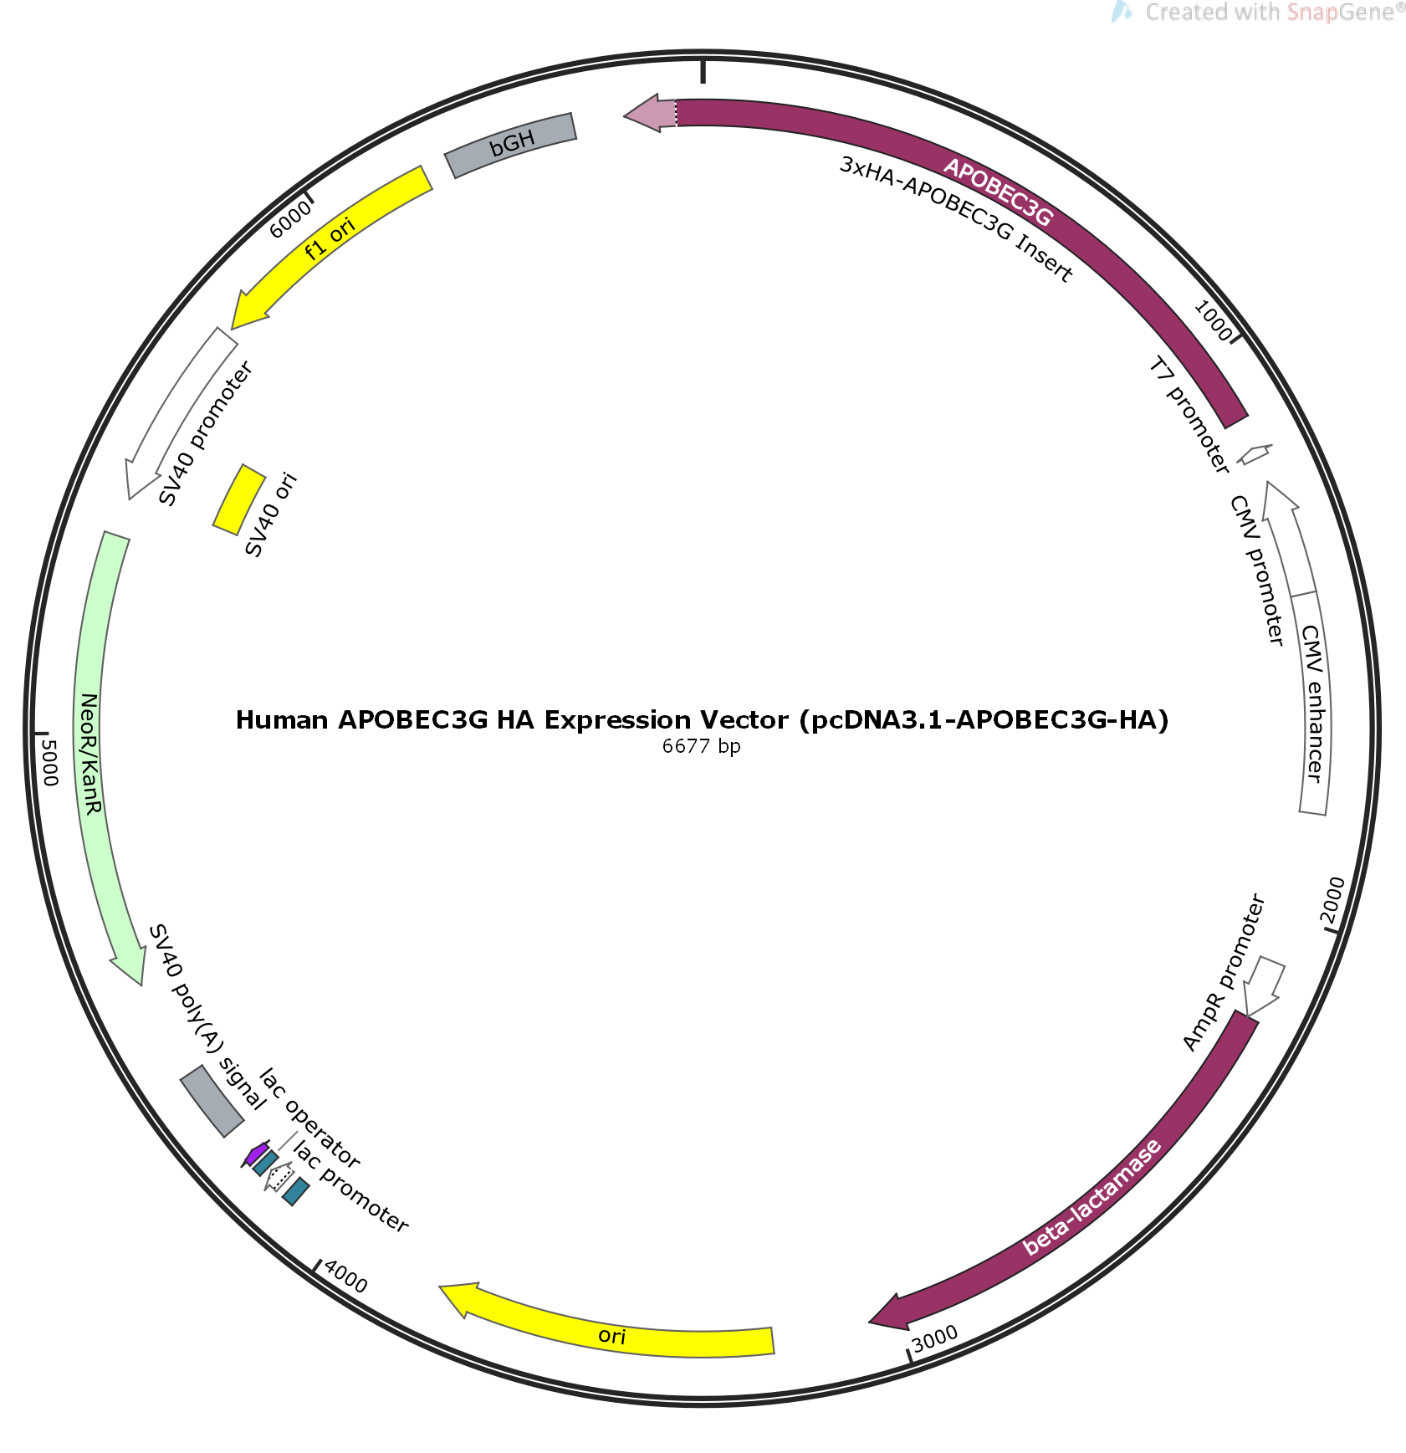 Created with SnapGene®
APOBEC3G
3xHA-APOBEC3G Insert
bGH
6000
f1 ori
1000
T7 promoter
SV40 promoter
SV40 ori
CMV promoter
CMV enhancer
Human APOBEC3G HA Expression Vector (pcDNA3.1-APOBEC3G-HA)
6677 bp
NeoR/KanR
5000
2000
AmpR promoter
SV40 poly(A) signal
lac operator
lac promoter
beta-lactamase
4000
3000
ori